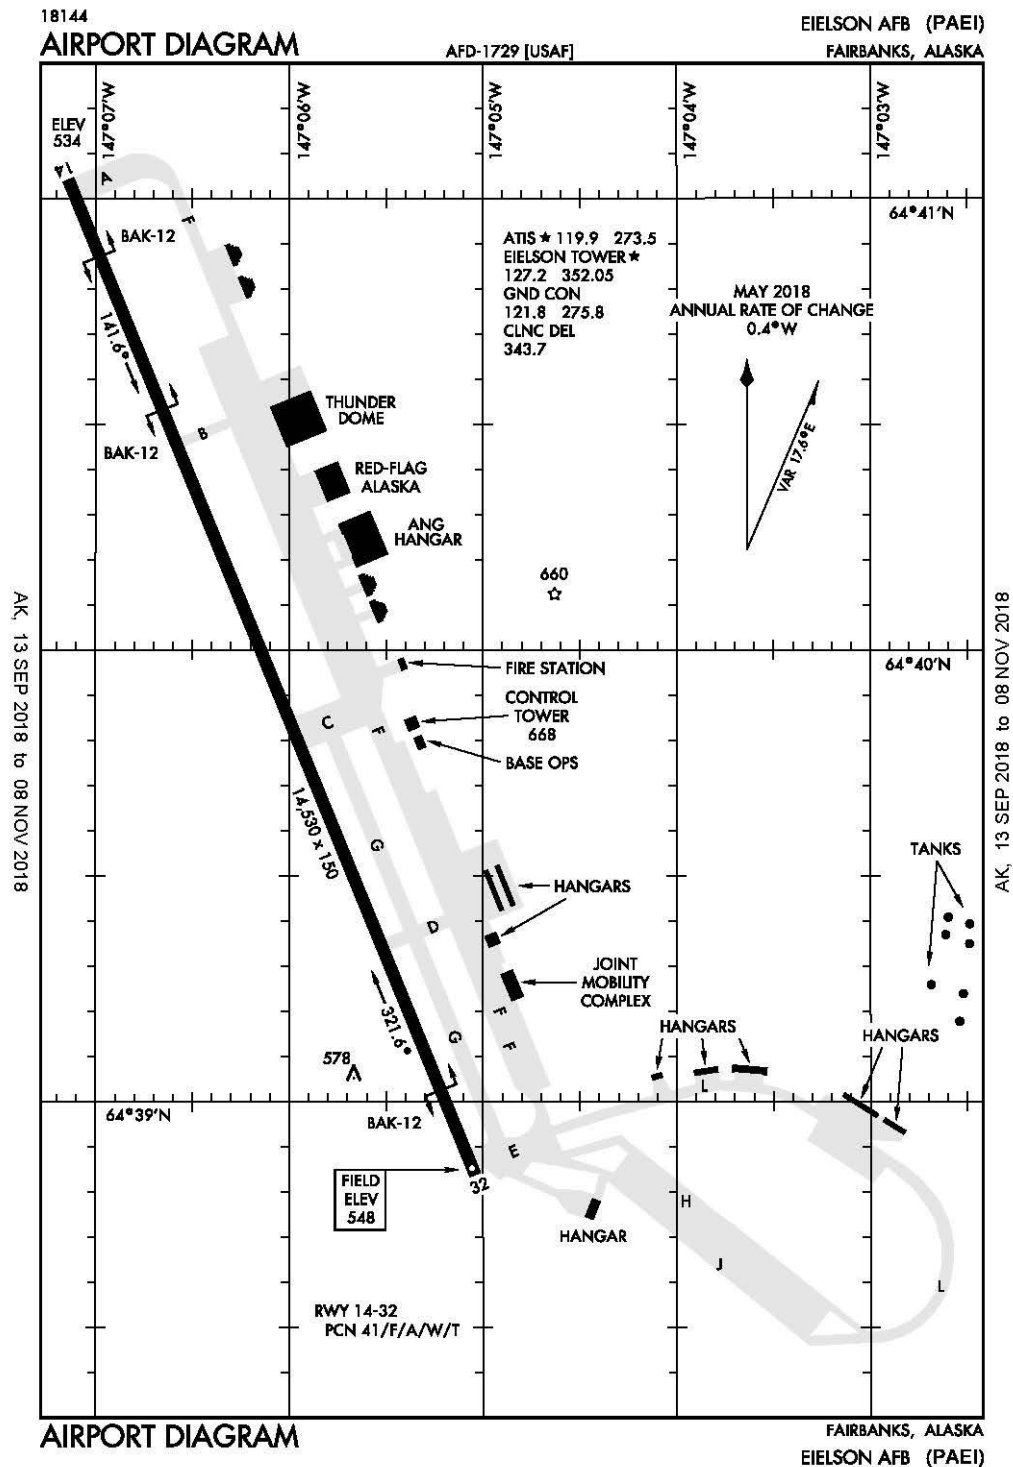 18144
AIRPORT DIAGRAM
AFD-1729 [USAF]
EIELSON AFB (PAEI)
FAIRBANKS, ALASKA
147°07'W
147°06'W
147°05'W
147°04'W
147°03'W
ELEV
534
14
A
F
64°41'N
BAK-12
ATIS ★ 119.9 273.5
EIELSON TOWER ★
127.2 352.05
GND CON
121.8 275.8
CLNC DEL
343.7
MAY 2018
ANNUAL RATE OF CHANGE
0.4°W
VAR 17.6°E
141.6°
BAK-12
B
THUNDER
DOME
RED-FLAG
ALASKA
ANG
HANGAR
660
64°40'N
FIRE STATION
CONTROL
TOWER
668
BASE OPS
C
F
14,530 x 150
G
HANGARS
D
JOINT
MOBILITY
COMPLEX
TANKS
F
F
321.6°
G
HANGARS
HANGARS
L
578
64°39'N
BAK-12
E
32
FIELD
ELEV
548
HANGAR
H
J
L
RWY 14-32
PCN 41/F/A/W/T
AK, 13 SEP 2018 to 08 NOV 2018
AK, 13 SEP 2018 to 08 NOV 2018
AIRPORT DIAGRAM
FAIRBANKS, ALASKA
EIELSON AFB (PAEI)